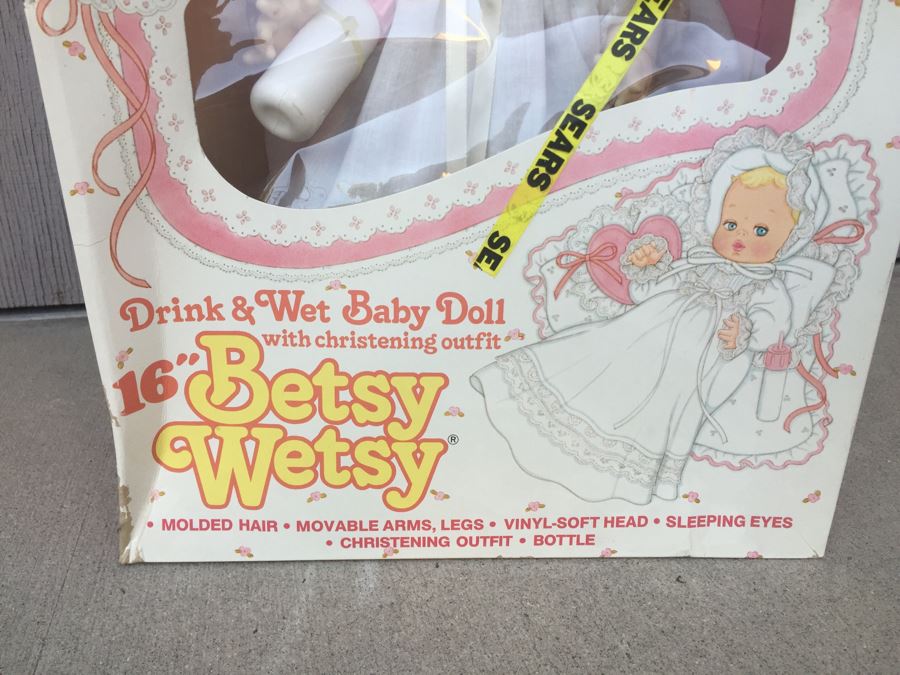 SEARS
SEARS
SE
Drink & Wet Baby Doll
with christening outfit
16" Betsy
Wetsy®
• MOLDED HAIR • MOVABLE ARMS, LEGS • VINYL-SOFT HEAD • SLEEPING EYES
• CHRISTENING OUTFIT • BOTTLE